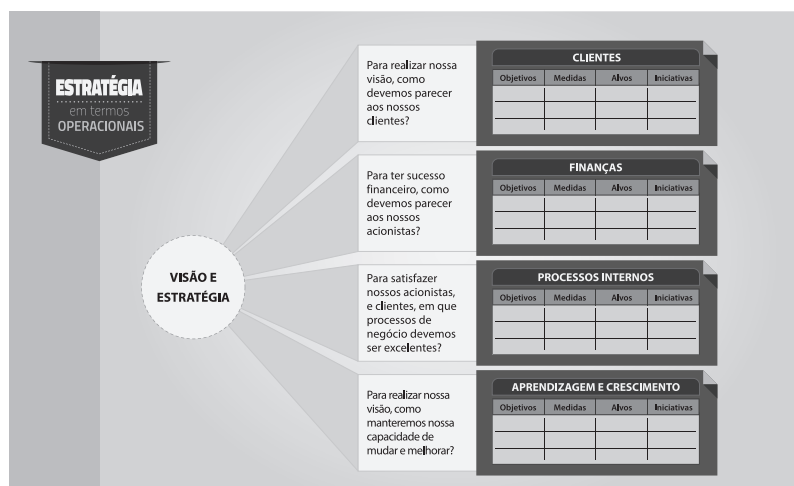 ESTRATÉGIA
em termos
OPERACIONAIS
VISÃO E
ESTRATÉGIA
Para realizar nossa
visão, como
devemos parecer
aos nossos
clientes?
CLIENTES
Objetivos Medidas Alvos Iniciativas
Para ter sucesso
financeiro, como
devemos parecer
aos nossos
acionistas?
FINANÇAS
Objetivos Medidas Alvos Iniciativas
Para satisfazer
nossos acionistas,
e clientes, em que
processos de
negócio devemos
ser excelentes?
PROCESSOS INTERNOS
Objetivos Medidas Alvos Iniciativas
Para realizar nossa
visão, como
manteremos nossa
capacidade de
mudar e melhorar?
APRENDIZAGEM E CRESCIMENTO
Objetivos Medidas Alvos Iniciativas